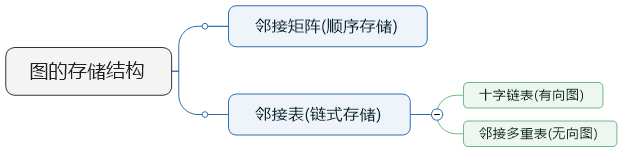 邻接矩阵(顺序存储)
图的存储结构
十字链表(有向图)
邻接表(链式存储)
邻接多重表(无向图)